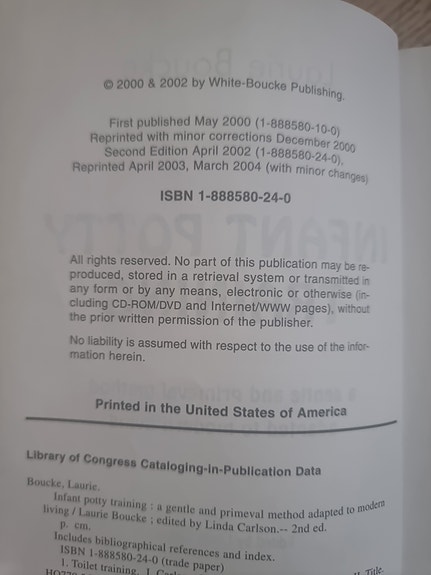 © 2000 & 2002 by White-Boucke Publishing.
First published May 2000 (1-888580-10-0)
Reprinted with minor corrections December 2000
Second Edition April 2002 (1-888580-24-0),
Reprinted April 2003, March 2004 (with minor changes)
ISBN 1-888580-24-0
All rights reserved. No part of this publication may be re-
produced, stored in a retrieval system or transmitted in
any form or by any means, electronic or otherwise (in-
cluding CD-ROM/DVD and Internet/WWW pages), without
the prior written permission of the publisher.
No liability is assumed with respect to the use of the infor-
mation herein.
Printed in the United States of America
Library of Congress Cataloging-in-Publication Data
Boucke, Laurie.
Infant potty training : a gentle and primeval method adapted to modern
living / Laurie Boucke ; edited by Linda Carlson.-- 2nd ed.
p. cm.
Includes bibliographical references and index.
ISBN 1-888580-24-0 (trade paper)
1. Toilet training. I. Title.